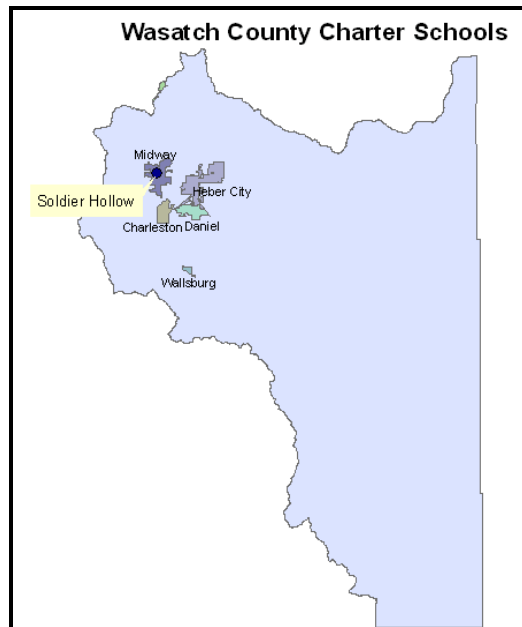 Wasatch County Charter Schools
Midway
Heber City
Soldier Hollow
Charleston
Daniel
Wallsburg